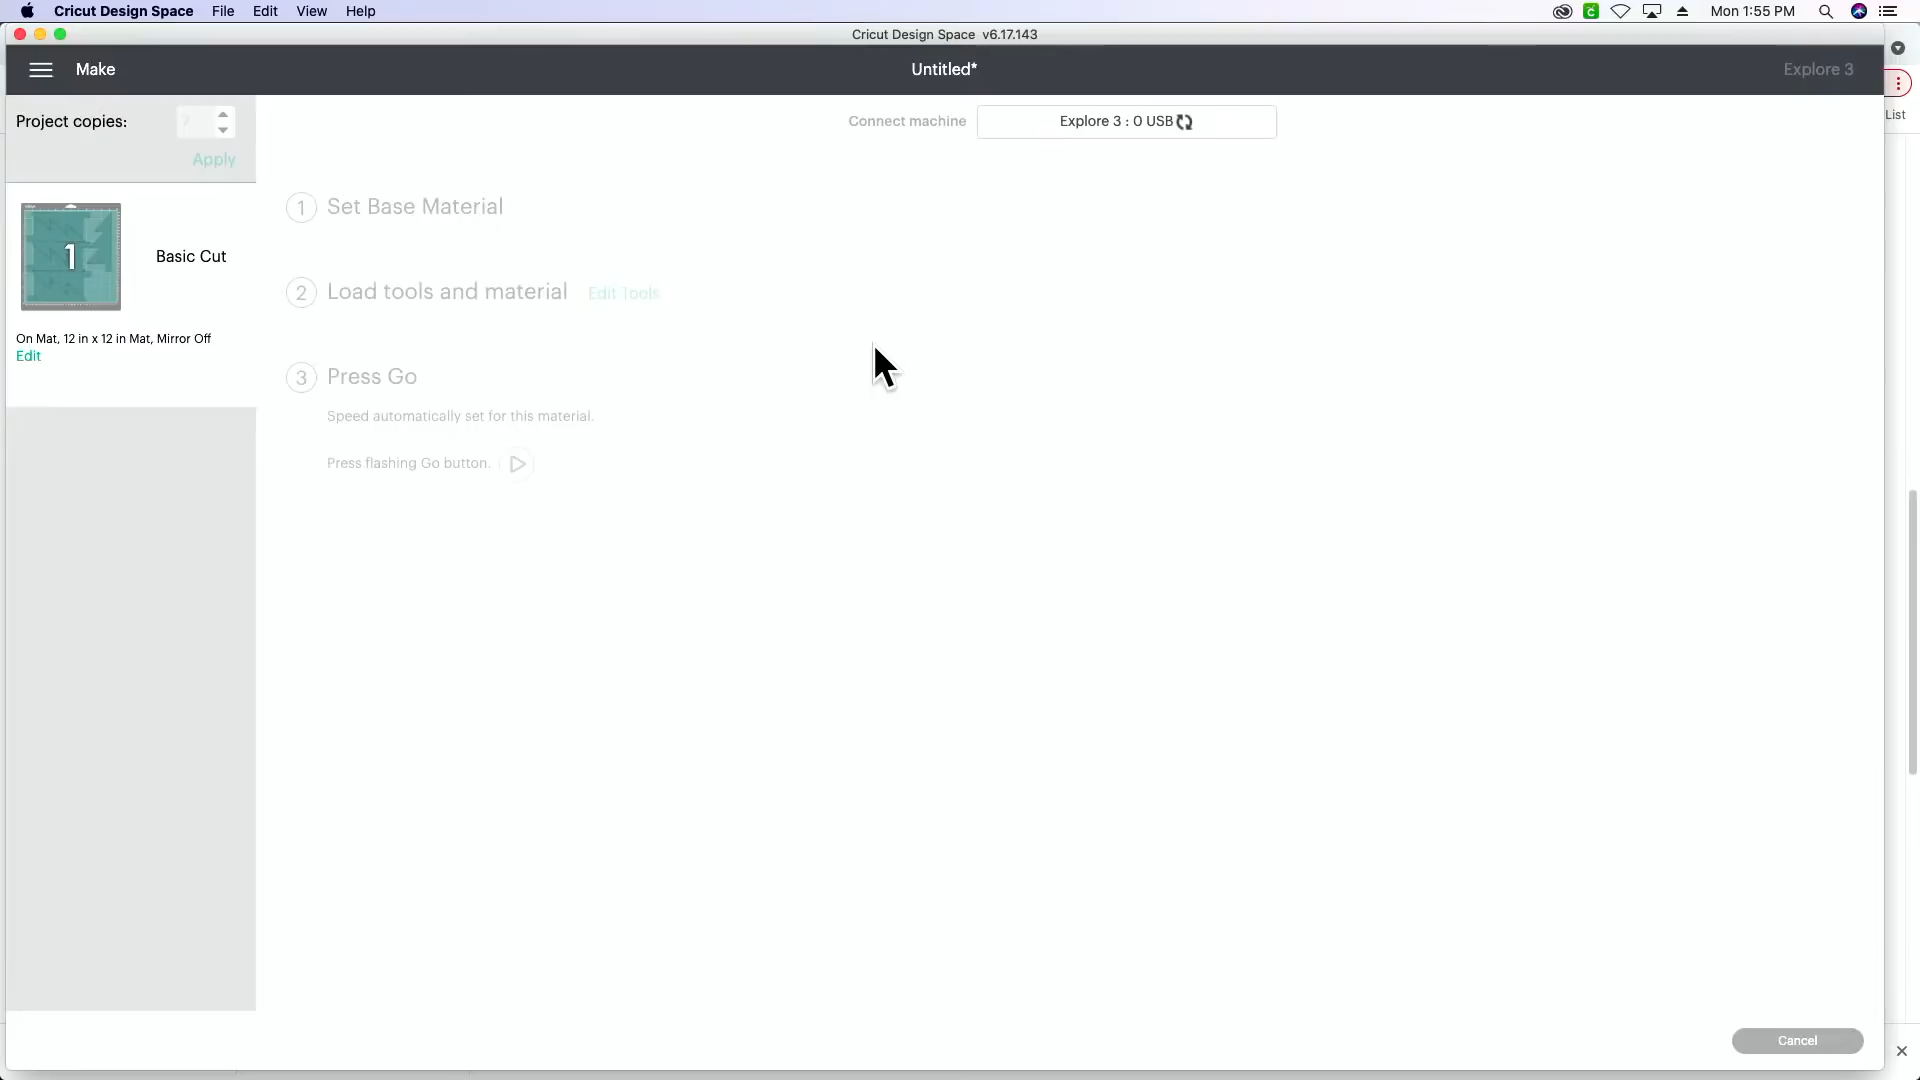 Cricut Design Space File Edit View Help Mon 1:55 PM
Cricut Design Space v6.17.143
Make Untitled* Explore 3
Project copies:
Connect machine Explore 3 : 0 USB
List
Apply
1 Set Base Material
1 Basic Cut
2 Load tools and material Edit Tools
On Mat, 12 in x 12 in Mat, Mirror Off
Edit
3 Press Go
Speed automatically set for this material.
Press flashing Go button.
Cancel